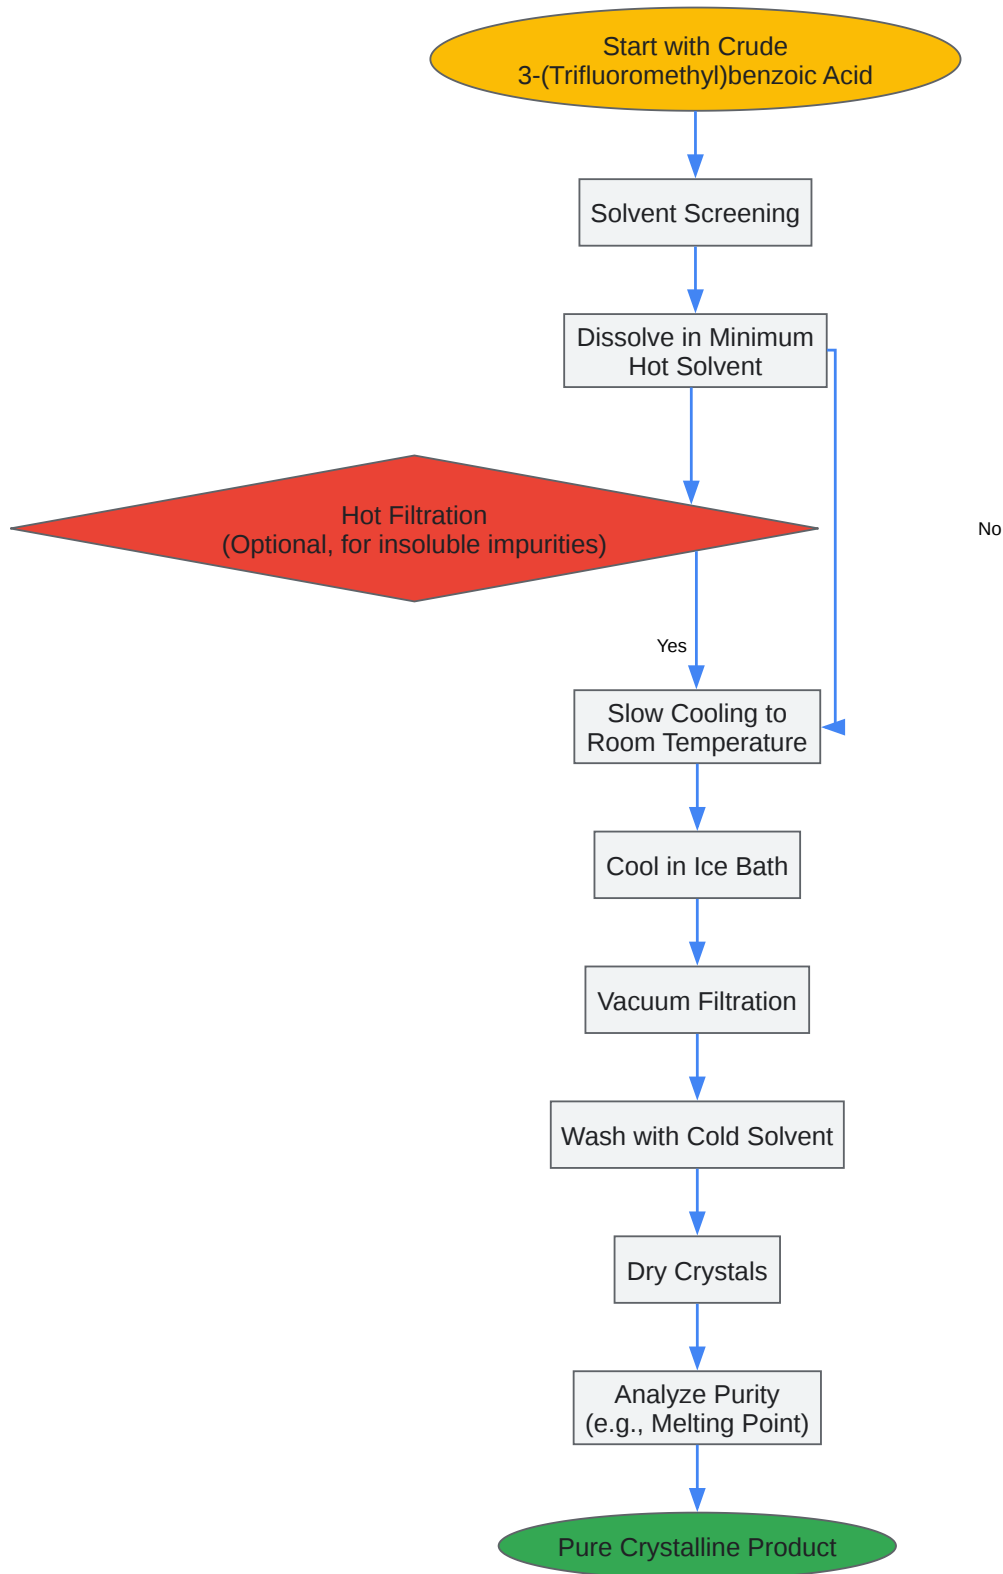 Start with Crude
3-(Trifluoromethyl)benzoic Acid
Solvent Screening
Dissolve in Minimum
Hot Solvent
Hot Filtration
(Optional, for insoluble impurities)
No
Yes
Slow Cooling to
Room Temperature
Cool in Ice Bath
Vacuum Filtration
Wash with Cold Solvent
Dry Crystals
Analyze Purity
(e.g., Melting Point)
Pure Crystalline Product